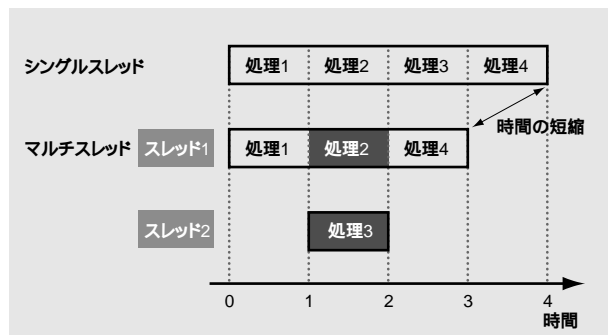 シングルスレッド 処理1 処理2 処理3 処理4
時間の短縮
マルチスレッド スレッド1 処理1 処理2 処理4
スレッド2 処理3
0 1 2 3 4
時間